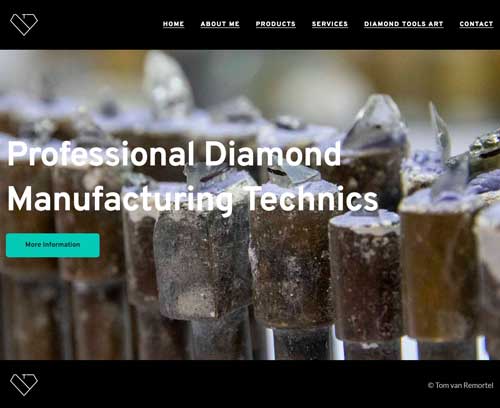 HOME ABOUT ME PRODUCTS SERVICES DIAMOND TOOLS ART CONTACT
Professional Diamond
Manufacturing Technics
More Information
© Tom van Remortel